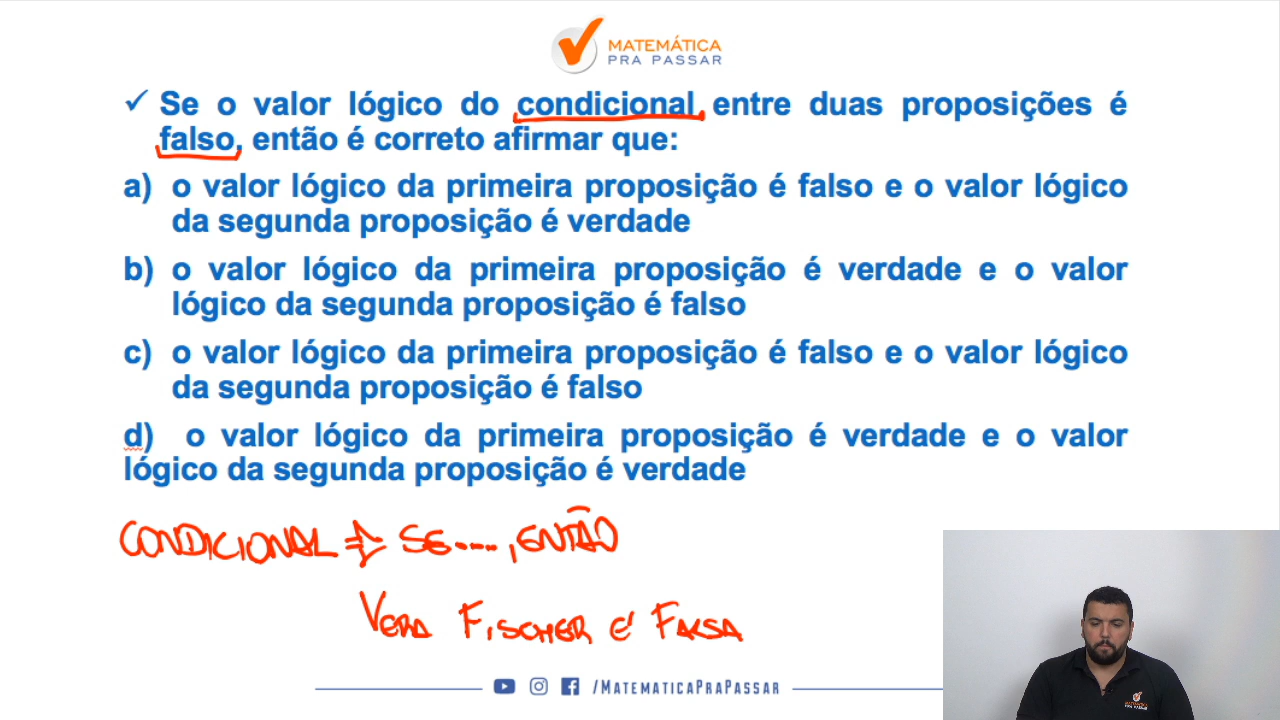 MATEMÁTICA
PRA PASSAR
✓ Se o valor lógico do condicional entre duas proposições é
falso, então é correto afirmar que:
a) o valor lógico da primeira proposição é falso e o valor lógico
da segunda proposição é verdade
b) o valor lógico da primeira proposição é verdade e o valor
lógico da segunda proposição é falso
c) o valor lógico da primeira proposição é falso e o valor lógico
da segunda proposição é falso
d) o valor lógico da primeira proposição é verdade e o valor
lógico da segunda proposição é verdade
CONDICIONAL ⇒ SE...., ENTÃO
VERA FISCHER É FALSA
/MATEMATICAPRAPASSAR
MATEMÁTICA
PRA PASSAR